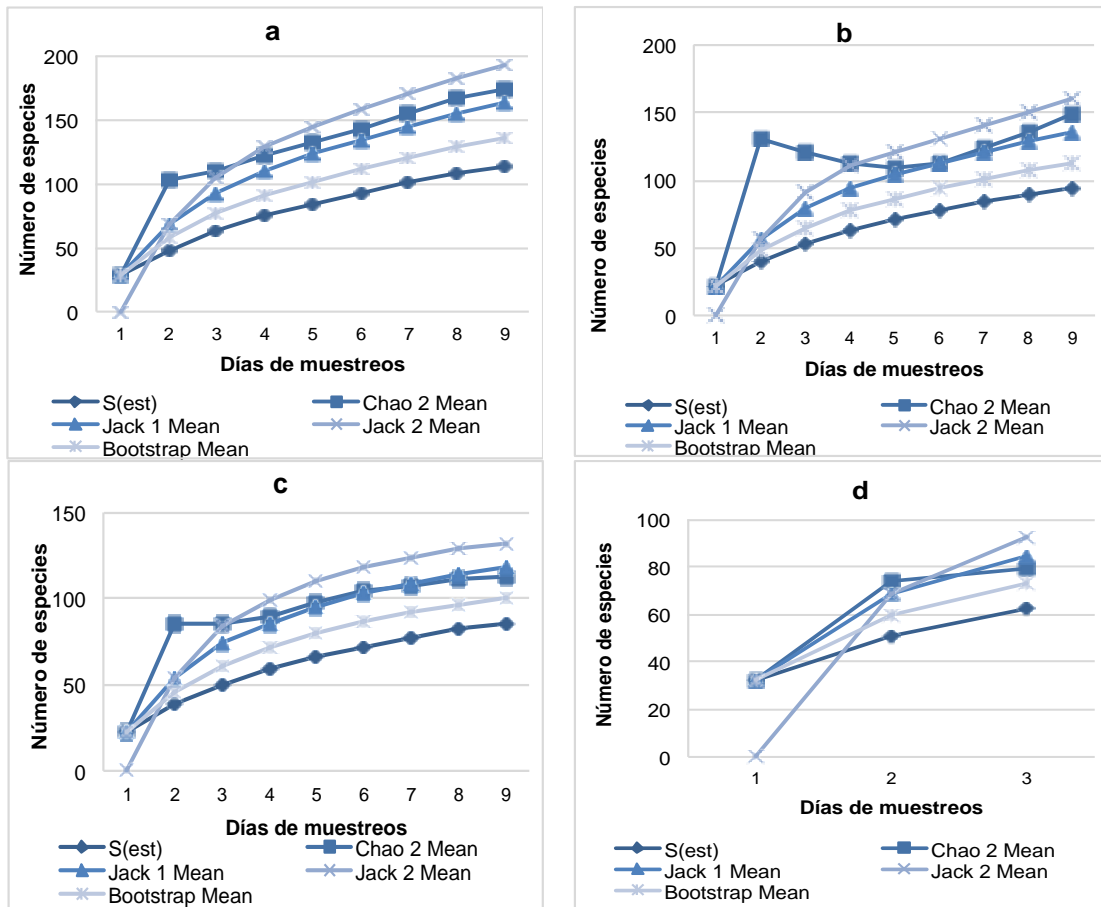 a
200
150
100
50
0
Número de especies
1 2 3 4 5 6 7 8 9
Días de muestreos
S(est) Chao 2 Mean
Jack 1 Mean Jack 2 Mean
Bootstrap Mean
b
200
150
100
50
0
Número de especies
1 2 3 4 5 6 7 8 9
Días de muestreos
S(est) Chao 2 Mean
Jack 1 Mean Jack 2 Mean
Bootstrap Mean
c
150
100
50
0
Número de especies
1 2 3 4 5 6 7 8 9
Días de muestreos
S(est) Chao 2 Mean
Jack 1 Mean Jack 2 Mean
Bootstrap Mean
d
100
80
60
40
20
0
Número de especies
1 2 3
Días de muestreos
S(est) Chao 2 Mean
Jack 1 Mean Jack 2 Mean
Bootstrap Mean